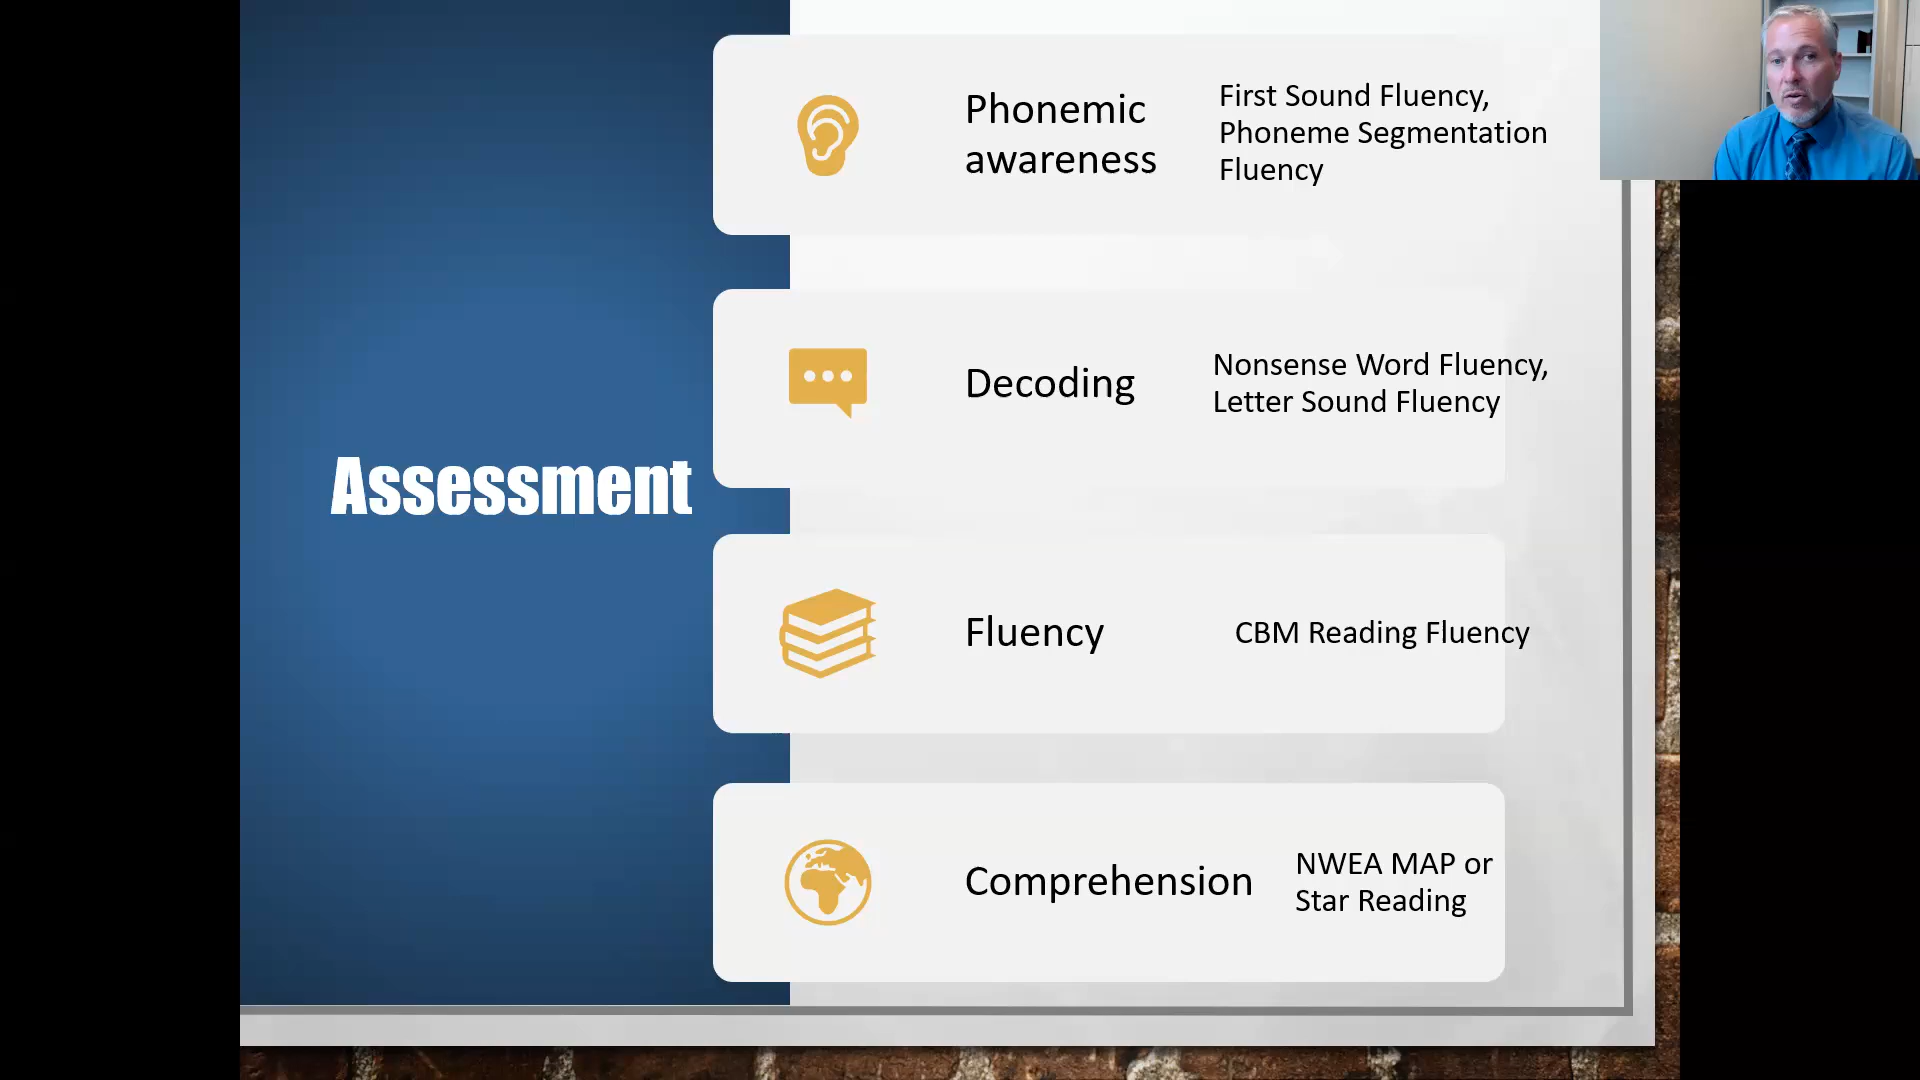 Assessment
Phonemic
awareness
First Sound Fluency,
Phoneme Segmentation
Fluency
Decoding
Nonsense Word Fluency,
Letter Sound Fluency
Fluency
CBM Reading Fluency
Comprehension
NWEA MAP or
Star Reading